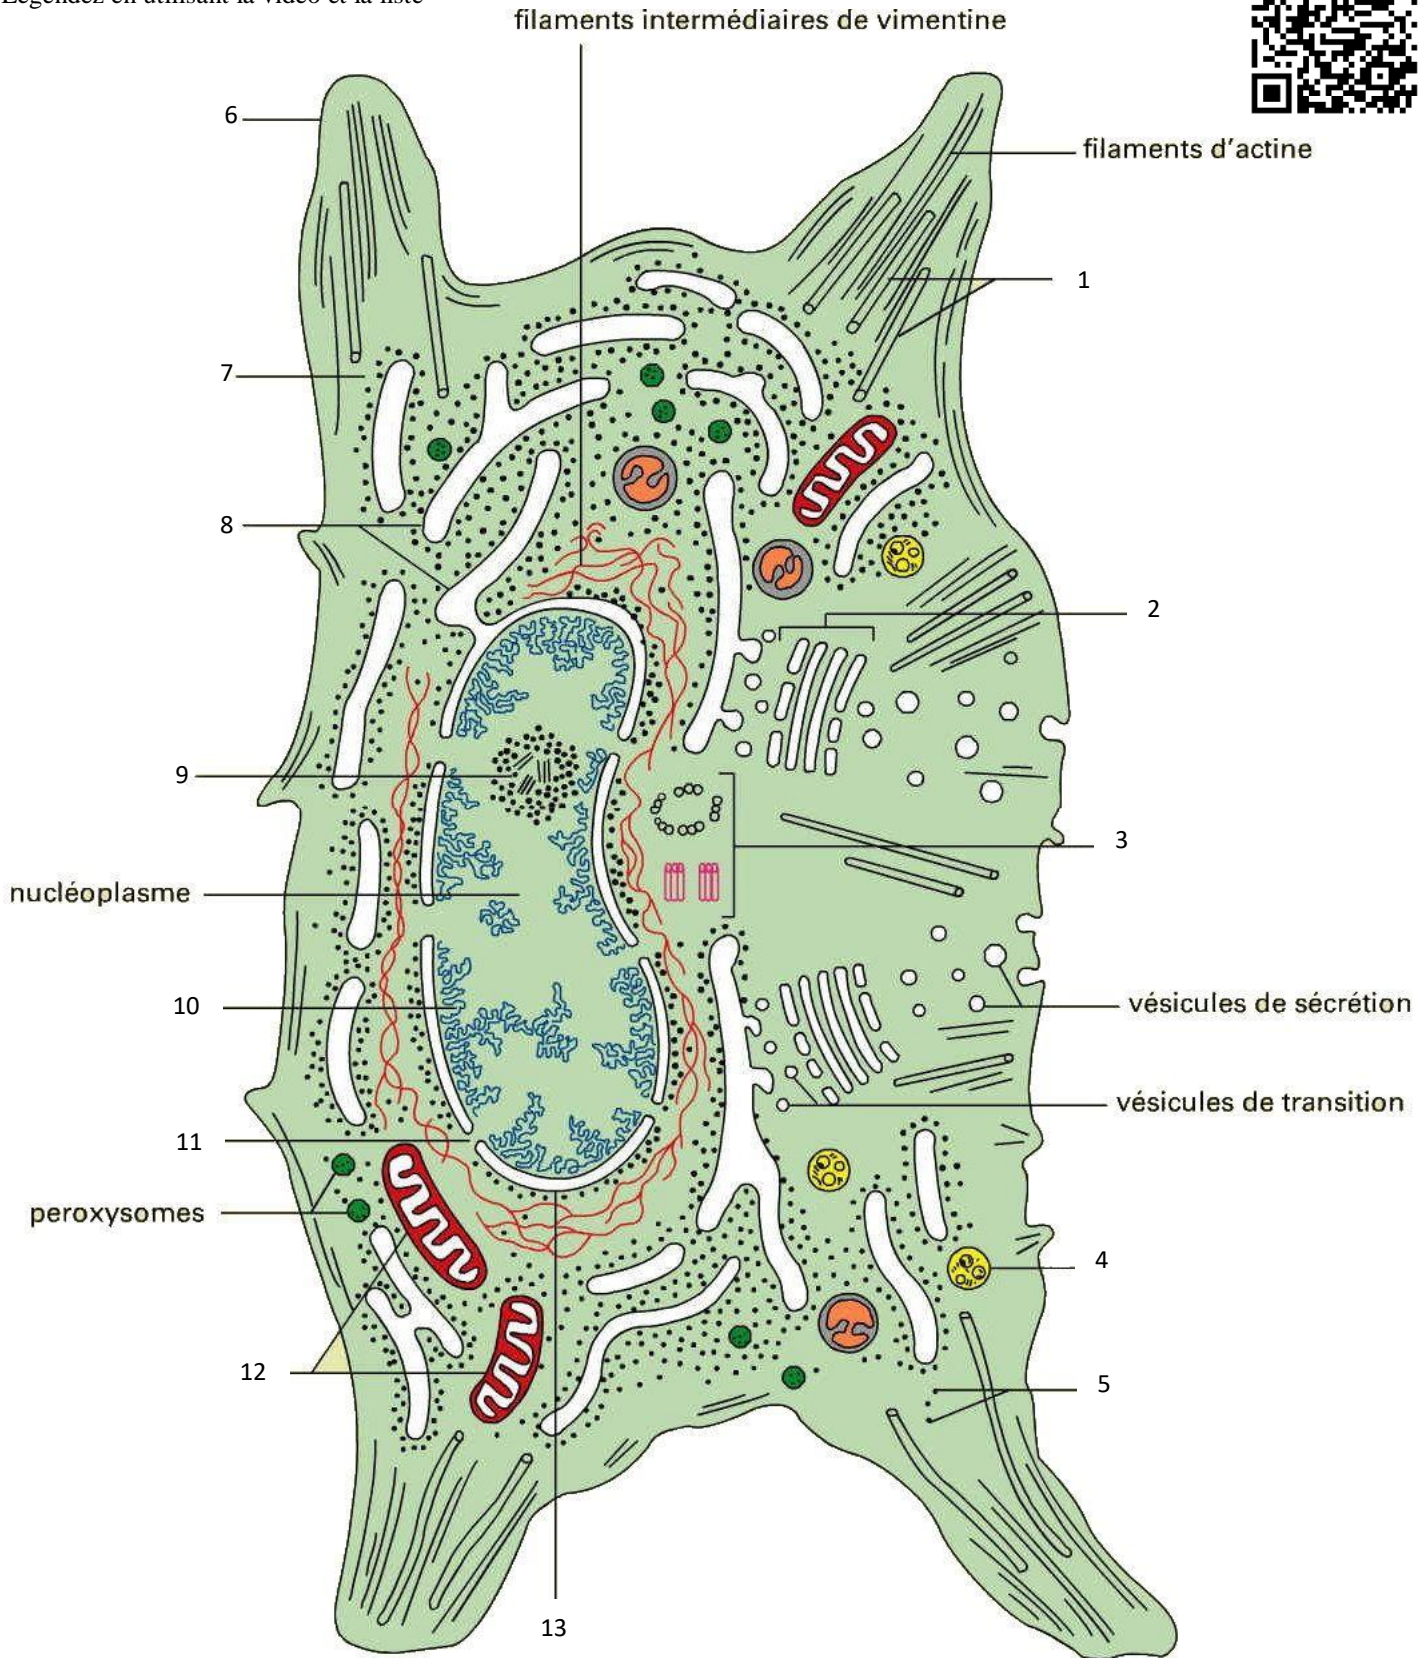 Légendez en utilisant la vidéo et la liste
filaments intermédiaires de vimentine
6
filaments d'actine
1
7
8
2
9
3
nucléoplasme
10
vésicules de sécrétion
vésicules de transition
11
peroxysomes
4
12
5
13